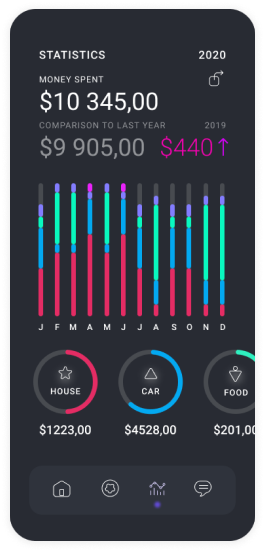 STATISTICS 2020
MONEY SPENT
$10 345,00
COMPARISON TO LAST YEAR 2019
$9 905,00 $440↑
J F M A M J J A S O N D
HOUSE CAR FOOD
$1223,00 $4528,00 $201,00